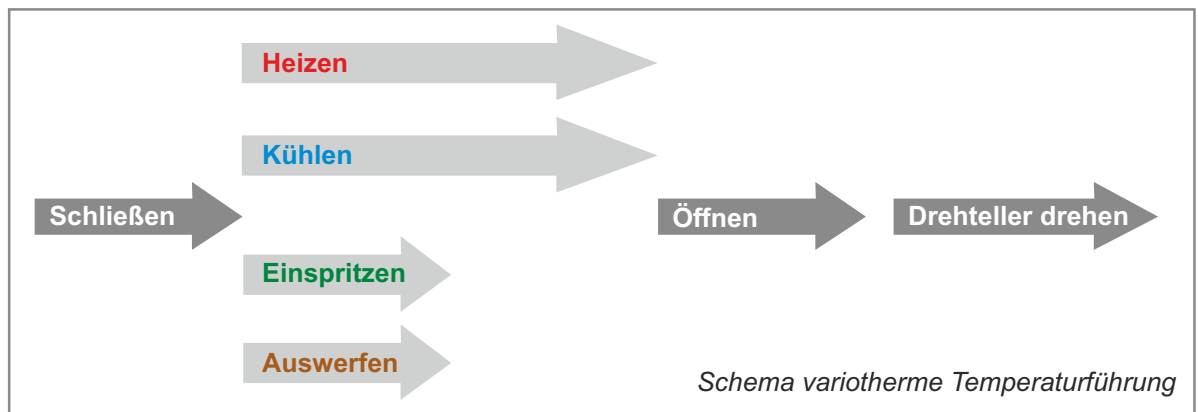 Heizen
Kühlen
Schließen
Öffnen
Drehteller drehen
Einspritzen
Auswerfen
Schema variotherme Temperaturführung